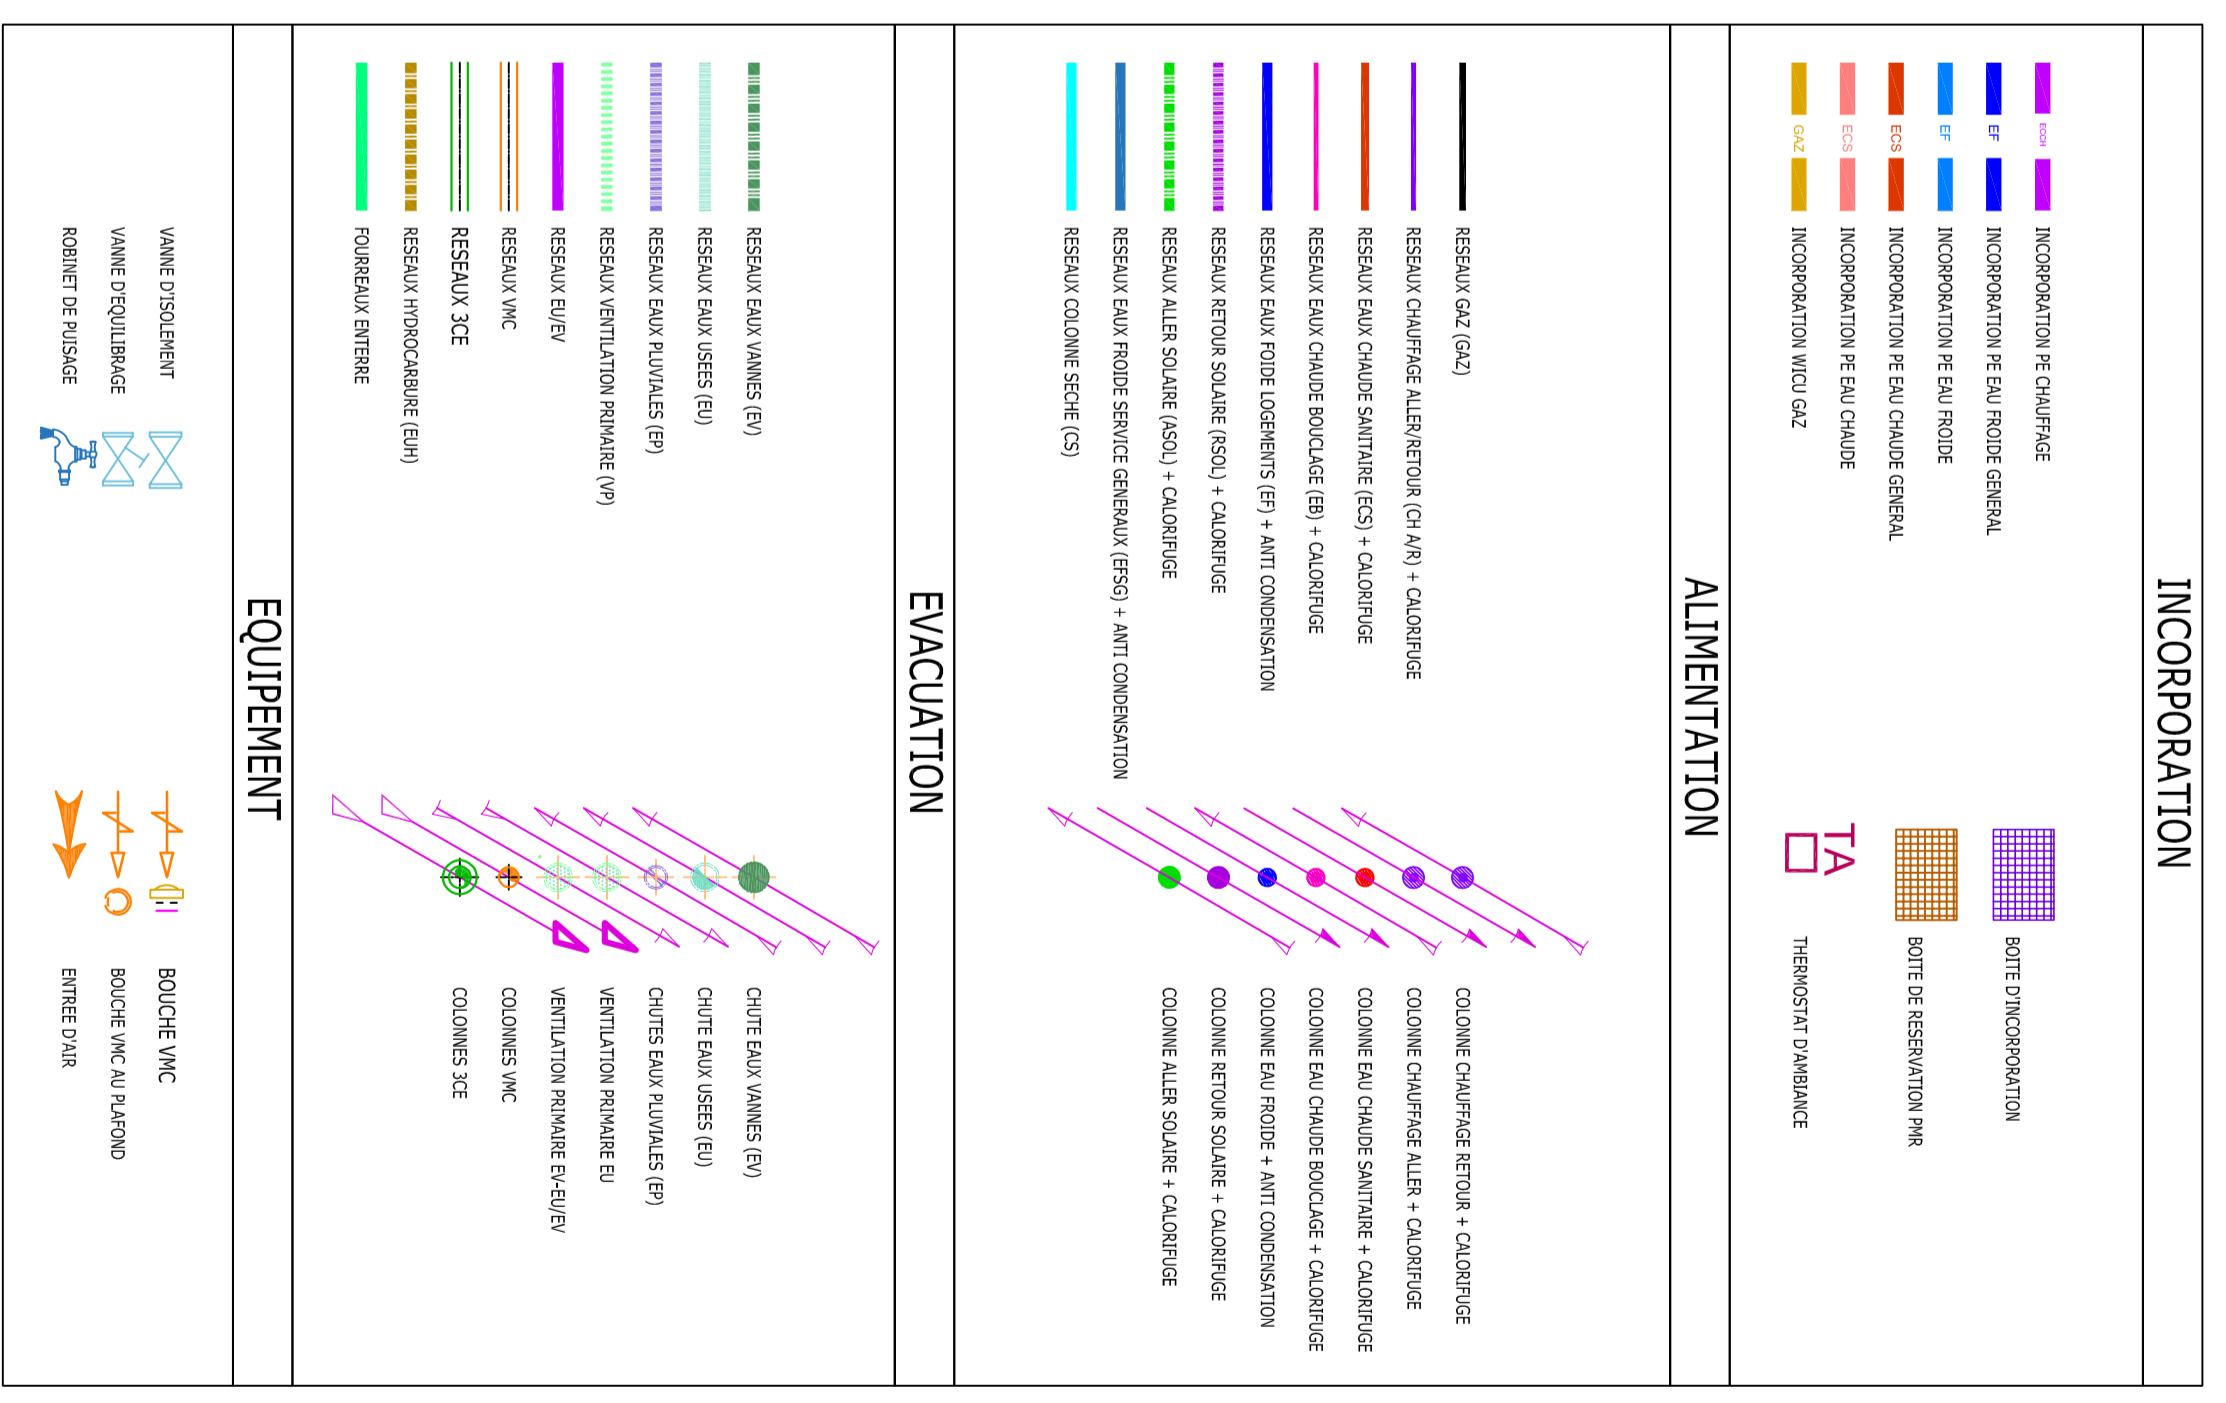 INCORPORATION
ECCH INCORPORATION PE CHAUFFAGE
EF INCORPORATION PE EAU FROIDE GENERAL
EF INCORPORATION PE EAU FROIDE
ECS INCORPORATION PE EAU CHAUDE GENERAL
ECS INCORPORATION PE EAU CHAUDE
GAZ INCORPORATION WICU GAZ
BOITE D'INCORPORATION
BOITE DE RESERVATION PMR
TA
THERMOSTAT D'AMBIANCE
ALIMENTATION
RESEAUX GAZ (GAZ)
RESEAUX CHAUFFAGE ALLER/RETOUR (CH A/R) + CALORIFUGE
RESEAUX EAUX CHAUDE SANITAIRE (ECS) + CALORIFUGE
RESEAUX EAUX CHAUDE BOUCLAGE (EB) + CALORIFUGE
RESEAUX EAUX FOIDE LOGEMENTS (EF) + ANTI CONDENSATION
RESEAUX RETOUR SOLAIRE (RSOL) + CALORIFUGE
RESEAUX ALLER SOLAIRE (ASOL) + CALORIFUGE
RESEAUX EAUX FROIDE SERVICE GENERAUX (EFSG) + ANTI CONDENSATION
RESEAUX COLONNE SECHE (CS)
COLONNE CHAUFFAGE RETOUR + CALORIFUGE
COLONNE CHAUFFAGE ALLER + CALORIFUGE
COLONNE EAU CHAUDE SANITAIRE + CALORIFUGE
COLONNE EAU CHAUDE BOUCLAGE + CALORIFUGE
COLONNE EAU FROIDE + ANTI CONDENSATION
COLONNE RETOUR SOLAIRE + CALORIFUGE
COLONNE ALLER SOLAIRE + CALORIFUGE
EVACUATION
RESEAUX EAUX VANNES (EV)
RESEAUX EAUX USEES (EU)
RESEAUX EAUX PLUVIALES (EP)
RESEAUX VENTILATION PRIMAIRE (VP)
RESEAUX EU/EV
RESEAUX VMC
RESEAUX 3CE
RESEAUX HYDROCARBURE (EUH)
FOURREAUX ENTERRE
CHUTE EAUX VANNES (EV)
CHUTE EAUX USEES (EU)
CHUTES EAUX PLUVIALES (EP)
VENTILATION PRIMAIRE EU
VENTILATION PRIMAIRE EV-EU/EV
COLONNES VMC
COLONNES 3CE
EQUIPEMENT
VANNE D'ISOLEMENT
VANNE D'EQUILIBRAGE
ROBINET DE PUISAGE
BOUCHE VMC
BOUCHE VMC AU PLAFOND
ENTREE D'AIR